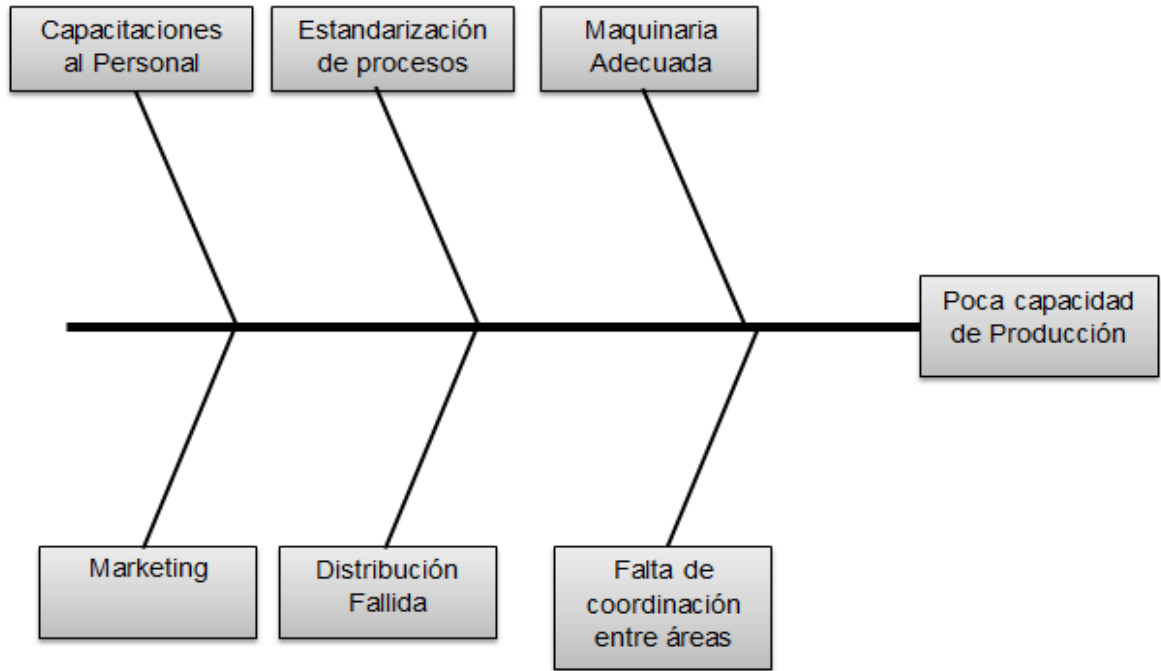 Capacitaciones
al Personal
Estandarización
de procesos
Maquinaria
Adecuada
Poca capacidad
de Producción
Marketing
Distribución
Fallida
Falta de
coordinación
entre áreas